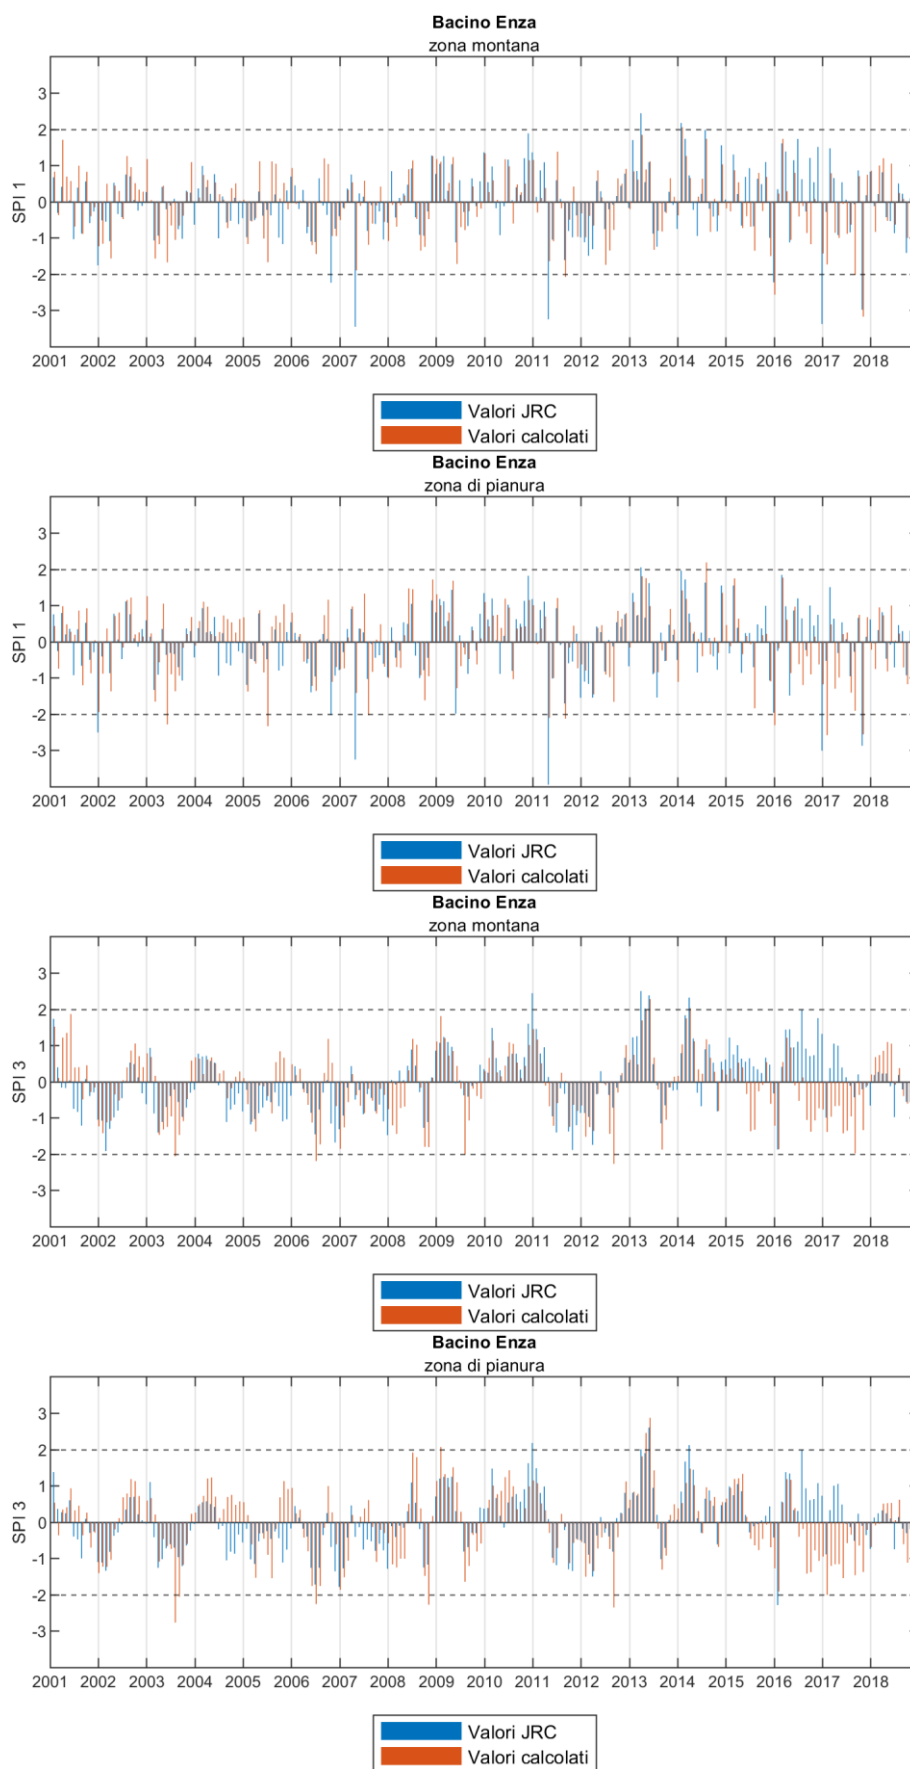 Bacino Enza
zona montana
3
2
1
0
-1
-2
-3
SPI 1
2001 2002 2003 2004 2005 2006 2007 2008 2009 2010 2011 2012 2013 2014 2015 2016 2017 2018
Valori JRC
Valori calcolati
Bacino Enza
zona di pianura
3
2
1
0
-1
-2
-3
SPI 1
2001 2002 2003 2004 2005 2006 2007 2008 2009 2010 2011 2012 2013 2014 2015 2016 2017 2018
Valori JRC
Valori calcolati
Bacino Enza
zona montana
3
2
1
0
-1
-2
-3
SPI 3
2001 2002 2003 2004 2005 2006 2007 2008 2009 2010 2011 2012 2013 2014 2015 2016 2017 2018
Valori JRC
Valori calcolati
Bacino Enza
zona di pianura
3
2
1
0
-1
-2
-3
SPI 3
2001 2002 2003 2004 2005 2006 2007 2008 2009 2010 2011 2012 2013 2014 2015 2016 2017 2018
Valori JRC
Valori calcolati